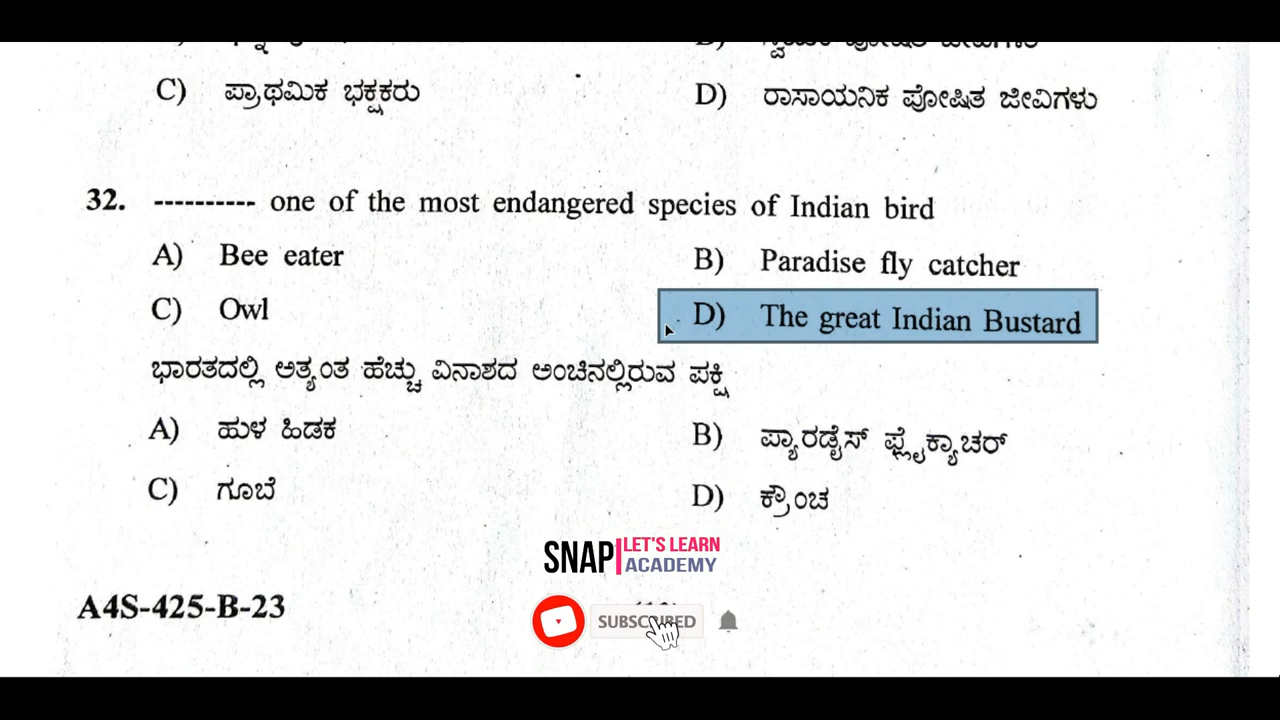 C) ಪ್ರಾಥಮಿಕ ಭಕ್ಷಕರು
D) ರಾಸಾಯನಿಕ ಪೋಷಿತ ಜೀವಿಗಳು
32. ---------- one of the most endangered species of Indian bird
A) Bee eater
B) Paradise fly catcher
C) Owl
D) The great Indian Bustard
ಭಾರತದಲ್ಲಿ ಅತ್ಯಂತ ಹೆಚ್ಚು ವಿನಾಶದ ಅಂಚಿನಲ್ಲಿರುವ ಪಕ್ಷಿ
A) ಹುಳ ಹಿಡಕ
B) ಪ್ಯಾರಡೈಸ್ ಫ್ಲೈಕ್ಯಾಚರ್
C) ಗೂಬೆ
D) ಕ್ರೌಂಚ
SNAP LET'S LEARN
ACADEMY
A4S-425-B-23
SUBSCRIBED